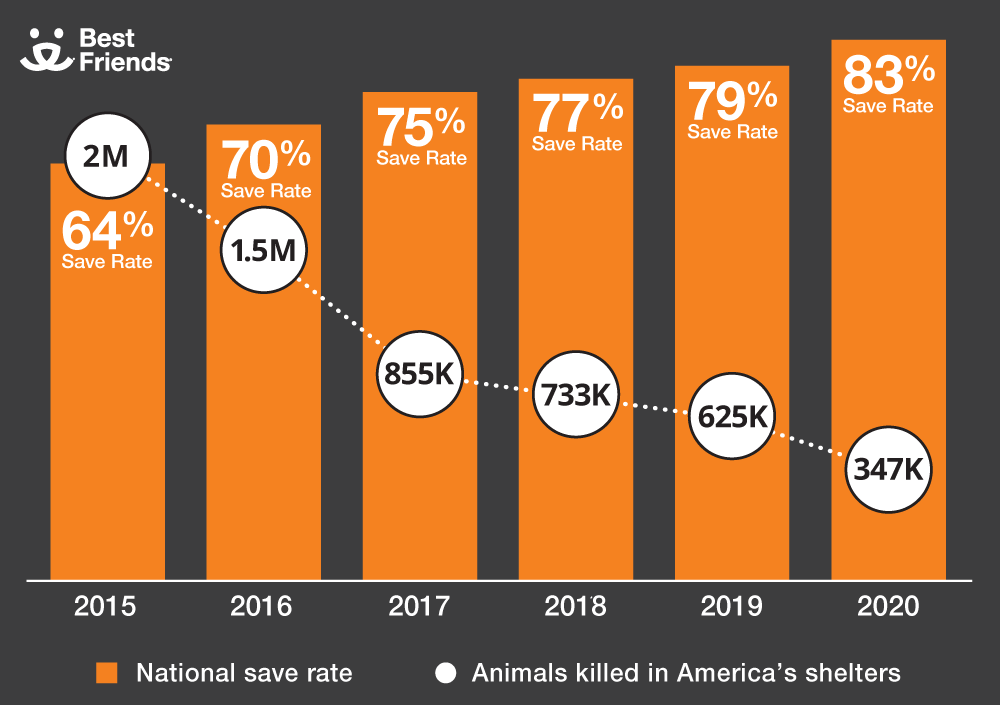 Best
Friends
2M
64%
Save Rate
70%
Save Rate
1.5M
75%
Save Rate
855K
77%
Save Rate
733K
79%
Save Rate
625K
83%
Save Rate
347K
2015 2016 2017 2018 2019 2020
National save rate
Animals killed in America's shelters